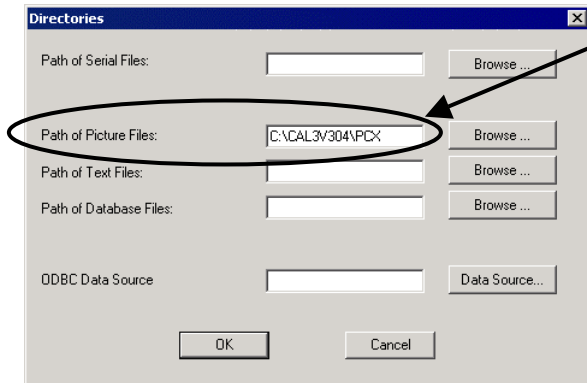 Directories
Path of Serial Files: Browse ...
Path of Picture Files: C:\CAL3V304\PCX Browse ...
Path of Text Files: Browse ...
Path of Database Files: Browse ...
ODBC Data Source Data Source...
OK Cancel